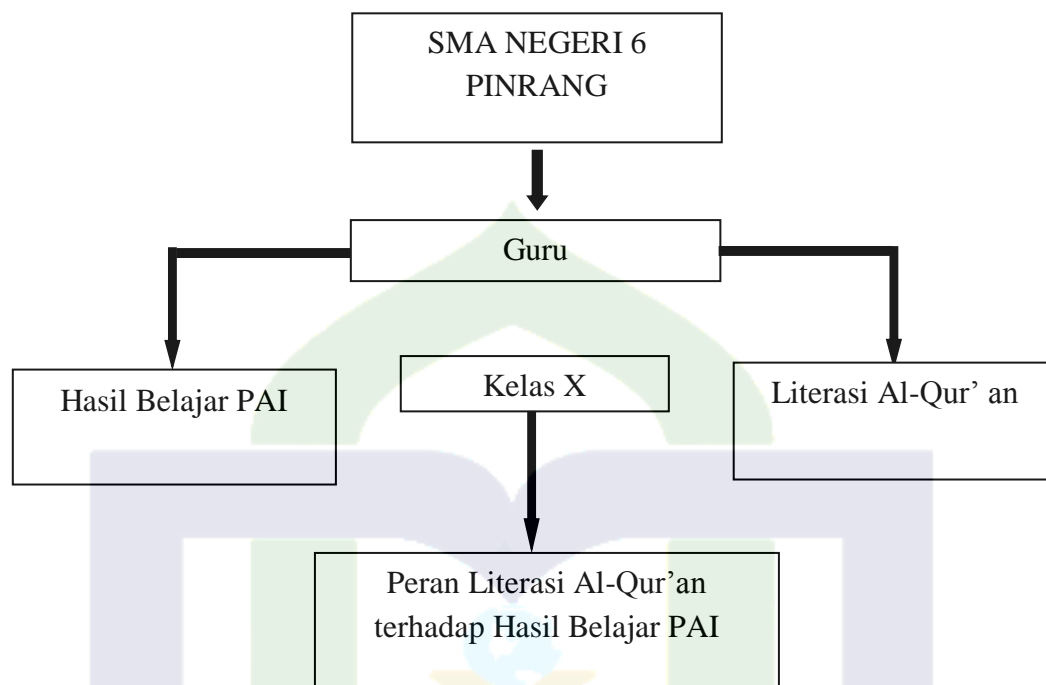 SMA NEGERI 6
PINRANG
Guru
Hasil Belajar PAI
Kelas X
Literasi Al-Qur’ an
Peran Literasi Al-Qur’an
terhadap Hasil Belajar PAI